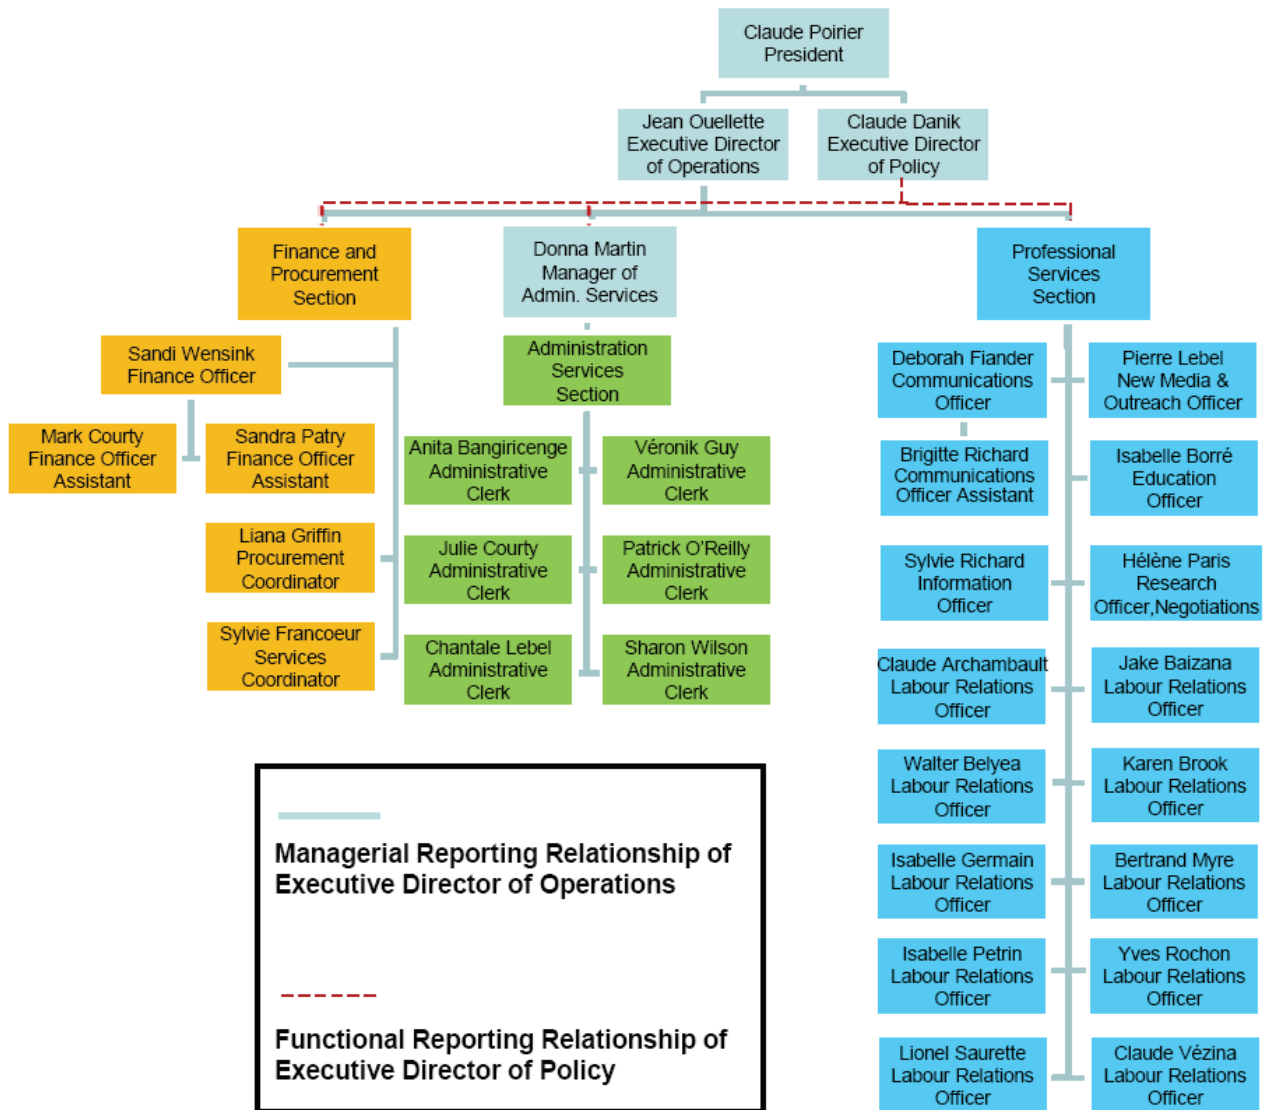 Claude Poirier
President
Jean Ouellette
Executive Director
of Operations
Claude Danik
Executive Director
of Policy
Finance and
Procurement
Section
Donna Martin
Manager of
Admin. Services
Professional
Services
Section
Sandi Wensink
Finance Officer
Mark Courty
Finance Officer
Assistant
Sandra Patry
Finance Officer
Assistant
Liana Griffin
Procurement
Coordinator
Sylvie Francoeur
Services
Coordinator
Administration
Services
Section
Anita Bangiricenge
Administrative
Clerk
Véronik Guy
Administrative
Clerk
Julie Courty
Administrative
Clerk
Patrick O'Reilly
Administrative
Clerk
Chantale Lebel
Administrative
Clerk
Sharon Wilson
Administrative
Clerk
Deborah Fiander
Communications
Officer
Pierre Lebel
New Media &
Outreach Officer
Brigitte Richard
Communications
Officer Assistant
Isabelle Borré
Education
Officer
Sylvie Richard
Information
Officer
Hélène Paris
Research
Officer,Negotiations
Claude Archambault
Labour Relations
Officer
Jake Baizana
Labour Relations
Officer
Walter Belyea
Labour Relations
Officer
Karen Brook
Labour Relations
Officer
Isabelle Germain
Labour Relations
Officer
Bertrand Myre
Labour Relations
Officer
Isabelle Petrin
Labour Relations
Officer
Yves Rochon
Labour Relations
Officer
Lionel Saurette
Labour Relations
Officer
Claude Vézina
Labour Relations
Officer
Managerial Reporting Relationship of
Executive Director of Operations
Functional Reporting Relationship of
Executive Director of Policy